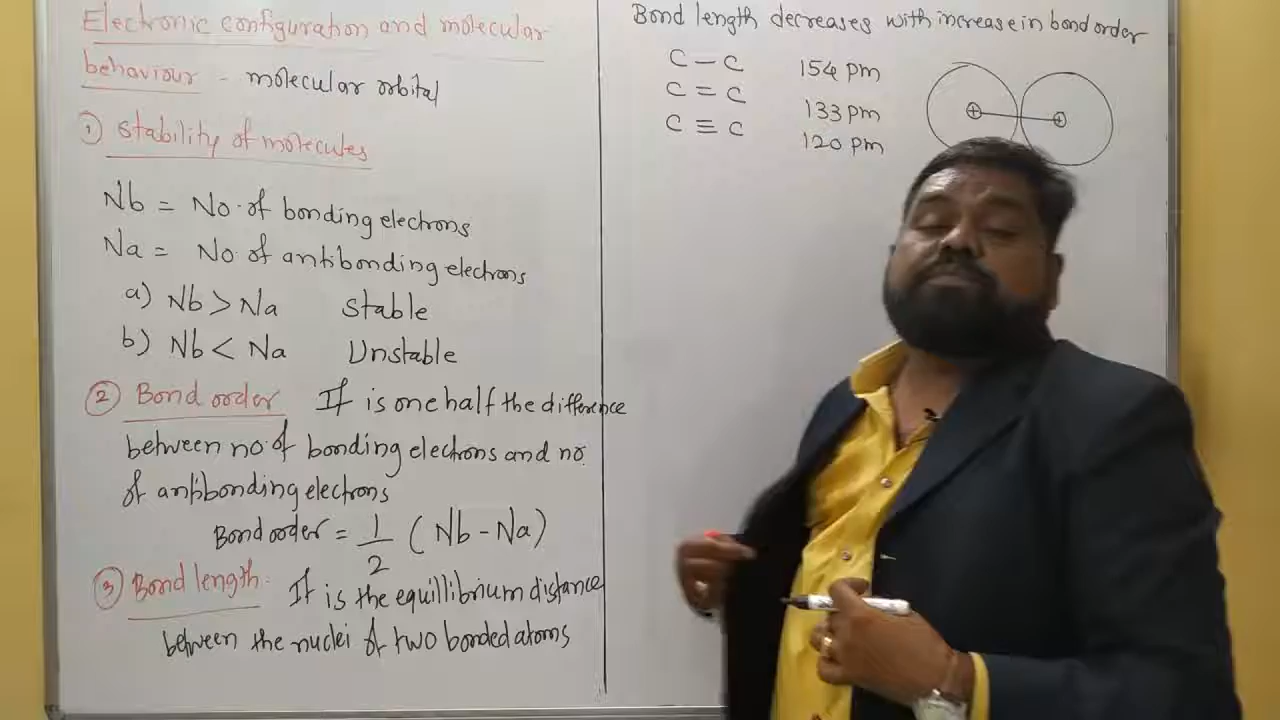 Electronic configuration and molecular
behaviour - molecular orbital
① stability of molecules
Nb = No. of bonding electrons
Na = No. of antibonding electrons
a) Nb > Na Stable
b) Nb < Na Unstable
② Bond order It is one half the difference
between no. of bonding electrons and no.
of antibonding electrons
Bond order = 1/2 (Nb - Na)
③ Bond length. It is the equillibrium distance
between the nuclei of two bonded atoms
Bond length decreases with increase in bond order
C - C 154 pm
C = C 133 pm
C ≡ C 120 pm
+ +